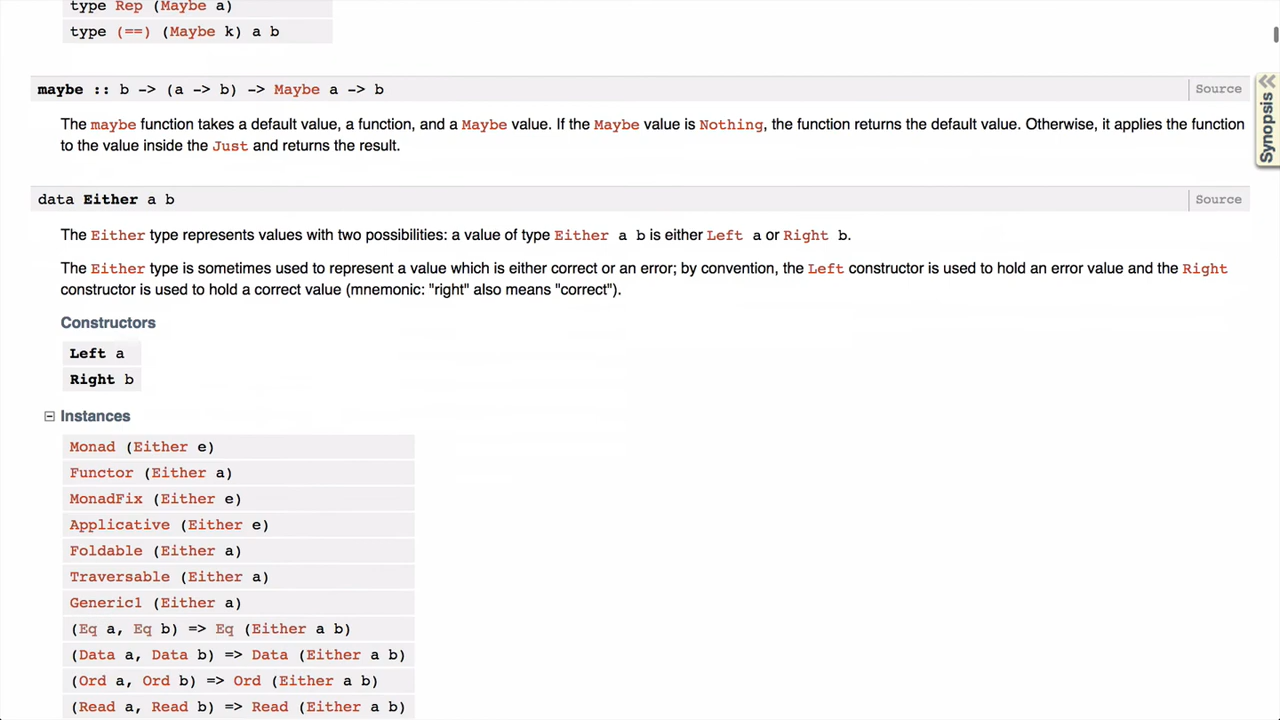 type Rep (Maybe a)
type (==) (Maybe k) a b
maybe :: b -> (a -> b) -> Maybe a -> b
Source
The maybe function takes a default value, a function, and a Maybe value. If the Maybe value is Nothing, the function returns the default value. Otherwise, it applies the function
to the value inside the Just and returns the result.
Synopsis
data Either a b
Source
The Either type represents values with two possibilities: a value of type Either a b is either Left a or Right b.
The Either type is sometimes used to represent a value which is either correct or an error; by convention, the Left constructor is used to hold an error value and the Right
constructor is used to hold a correct value (mnemonic: "right" also means "correct").
Constructors
Left a
Right b
Instances
Monad (Either e)
Functor (Either a)
MonadFix (Either e)
Applicative (Either e)
Foldable (Either a)
Traversable (Either a)
Generic1 (Either a)
(Eq a, Eq b) => Eq (Either a b)
(Data a, Data b) => Data (Either a b)
(Ord a, Ord b) => Ord (Either a b)
(Read a, Read b) => Read (Either a b)